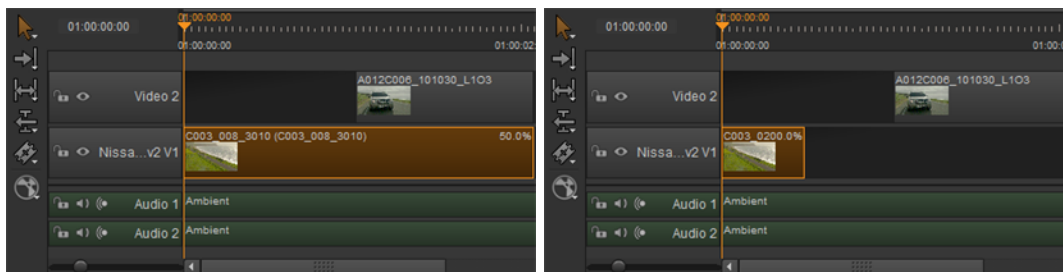 01:00:00:00
01:00:00:00
01:00:00:00
01:00:02:
Video 2
A012C006_101030_L1O3
Nissa...v2 V1
C003_008_3010 (C003_008_3010)
50.0%
Audio 1
Ambient
Audio 2
Ambient
01:00:00:00
01:00:00:00
01:00:00:00
01:00:
Video 2
A012C006_101030_L1O3
Nissa...v2 V1
C003_0200.0%
Audio 1
Ambient
Audio 2
Ambient